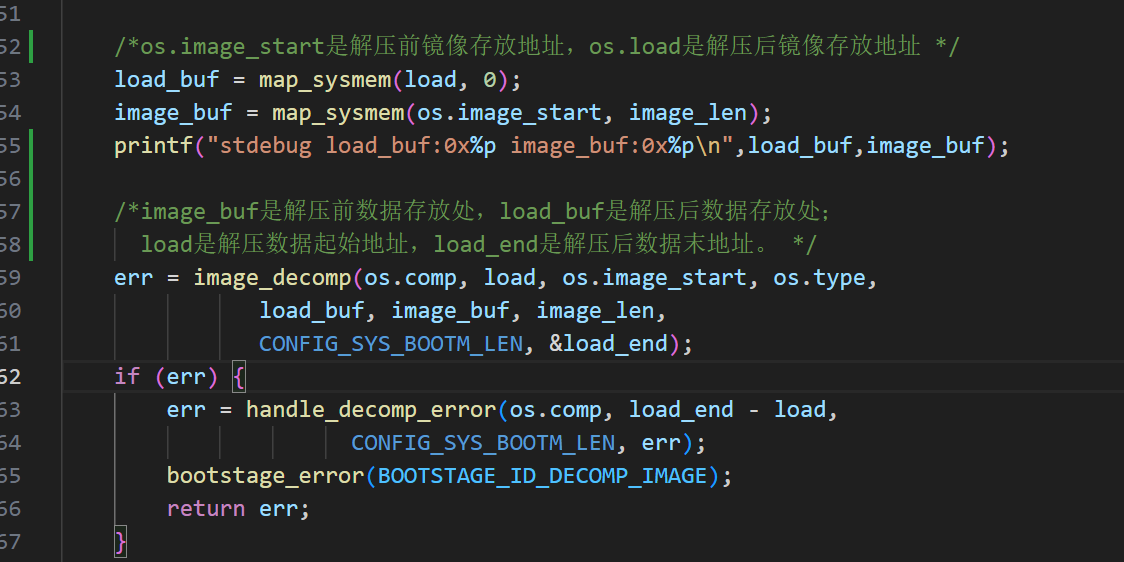 51
52 /*os.image_start是解压前镜像存放地址，os.load是解压后镜像存放地址 */
53 load_buf = map_sysmem(load, 0);
54 image_buf = map_sysmem(os.image_start, image_len);
55 printf("stdebug load_buf:0x%p image_buf:0x%p\n",load_buf,image_buf);
56
57 /*image_buf是解压前数据存放处，load_buf是解压后数据存放处；
58 load是解压数据起始地址，load_end是解压后数据末地址。 */
59 err = image_decomp(os.comp, load, os.image_start, os.type,
60 load_buf, image_buf, image_len,
61 CONFIG_SYS_BOOTM_LEN, &load_end);
62 if (err) {
63 err = handle_decomp_error(os.comp, load_end - load,
64 CONFIG_SYS_BOOTM_LEN, err);
65 bootstage_error(BOOTSTAGE_ID_DECOMP_IMAGE);
66 return err;
67 }